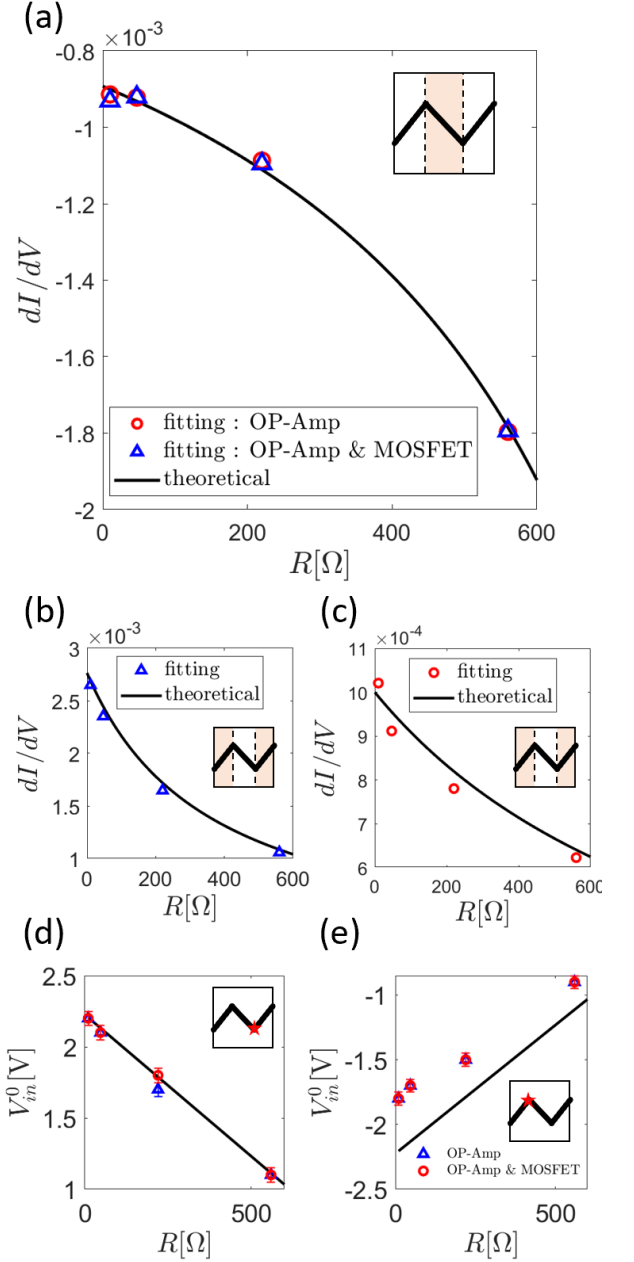 (a)
×10⁻³
-0.8
-1
-1.2
-1.4
-1.6
-1.8
-2
dI/dV
fitting : OP-Amp
fitting : OP-Amp & MOSFET
theoretical
0
200
400
600
R[Ω]
(b)
×10⁻³
3
2.5
2
1.5
1
dI/dV
fitting
theoretical
0
200
400
600
R[Ω]
(c)
×10⁻⁴
11
10
9
8
7
6
dI/dV
fitting
theoretical
0
200
400
600
R[Ω]
(d)
2.5
2
1.5
1
V⁰ᵢₙ[V]
0
500
R[Ω]
(e)
-1
-1.5
-2
-2.5
V⁰ᵢₙ[V]
OP-Amp
OP-Amp & MOSFET
0
500
R[Ω]